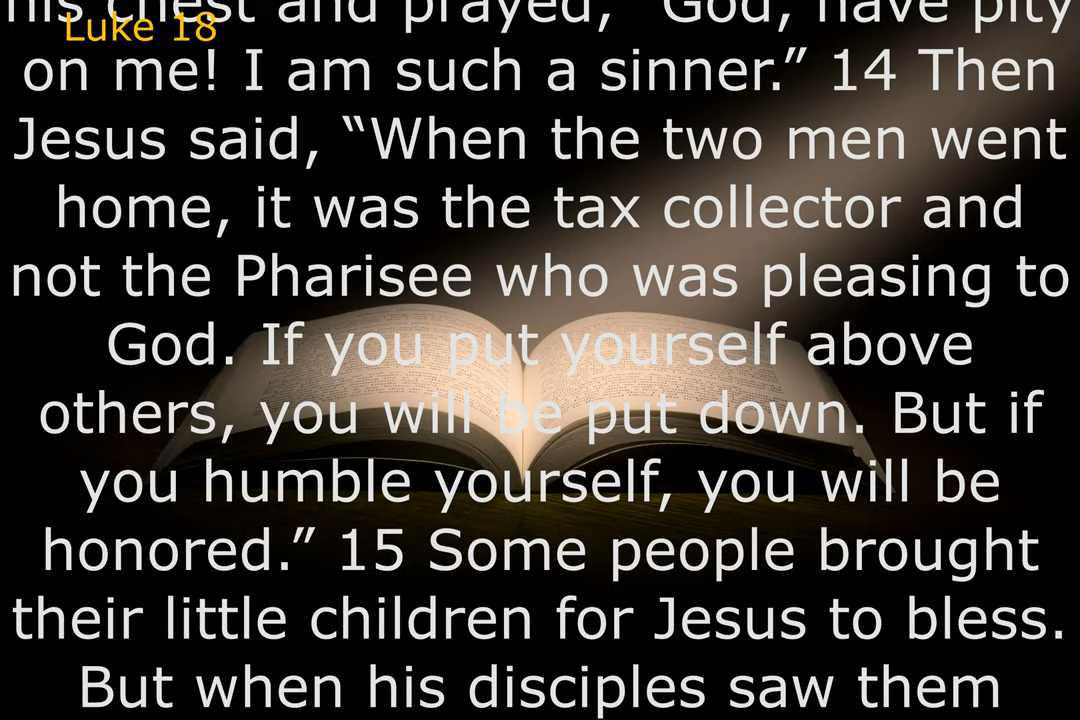 his chest and prayed, “God, have pity
Luke 18
on me! I am such a sinner.” 14 Then
Jesus said, “When the two men went
home, it was the tax collector and
not the Pharisee who was pleasing to
God. If you put yourself above
others, you will be put down. But if
you humble yourself, you will be
honored.” 15 Some people brought
their little children for Jesus to bless.
But when his disciples saw them